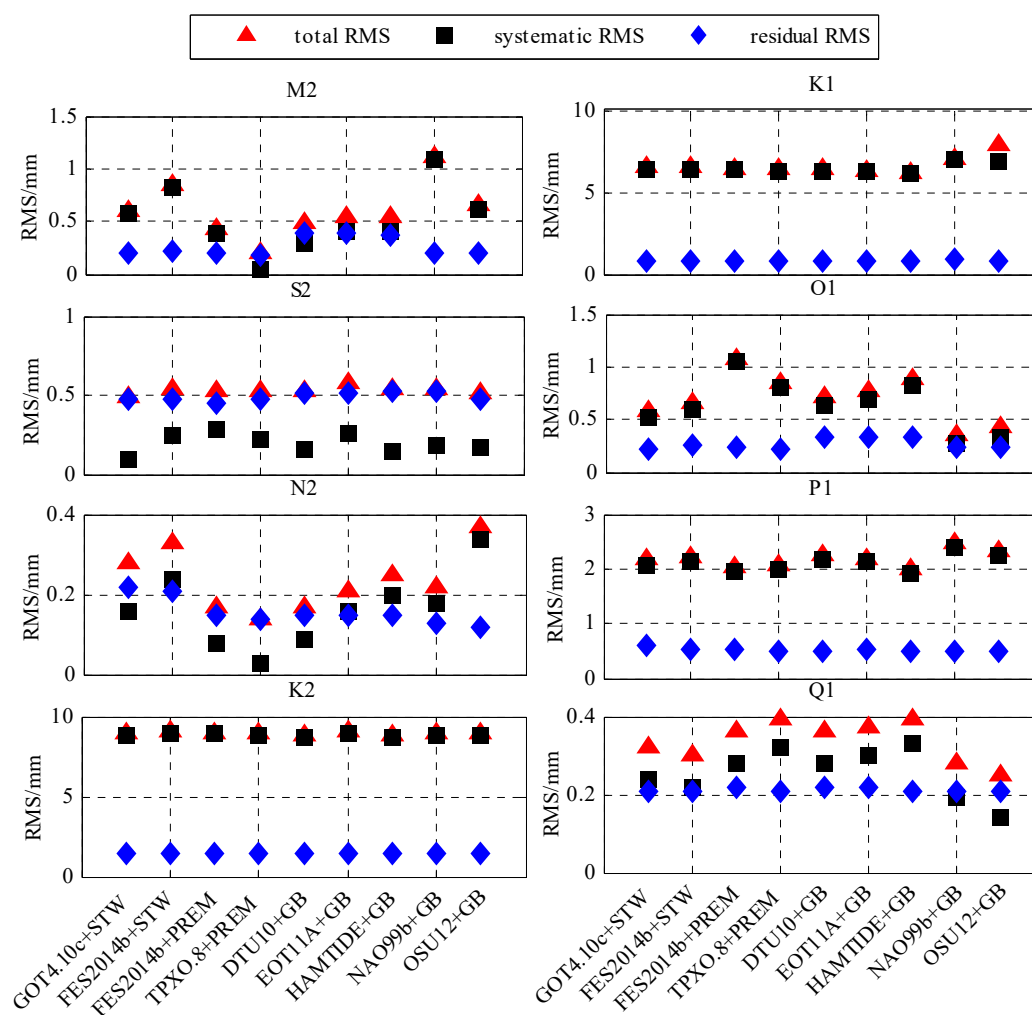 total RMS systematic RMS residual RMS
M2
RMS/mm
1.5
1
0.5
0
K1
RMS/mm
10
5
0
S2
RMS/mm
1
0.5
0
O1
RMS/mm
1.5
1
0.5
0
N2
RMS/mm
0.4
0.2
0
P1
RMS/mm
3
2
1
0
K2
RMS/mm
10
5
0
Q1
RMS/mm
0.4
0.2
0
GOT4.10c+STW
FES2014b+STW
FES2014b+PREM
TPXO.8+PREM
DTU10+GB
EOT11A+GB
HAMTIDE+GB
NAO99b+GB
OSU12+GB
GOT4.10c+STW
FES2014b+STW
FES2014b+PREM
TPXO.8+PREM
DTU10+GB
EOT11A+GB
HAMTIDE+GB
NAO99b+GB
OSU12+GB